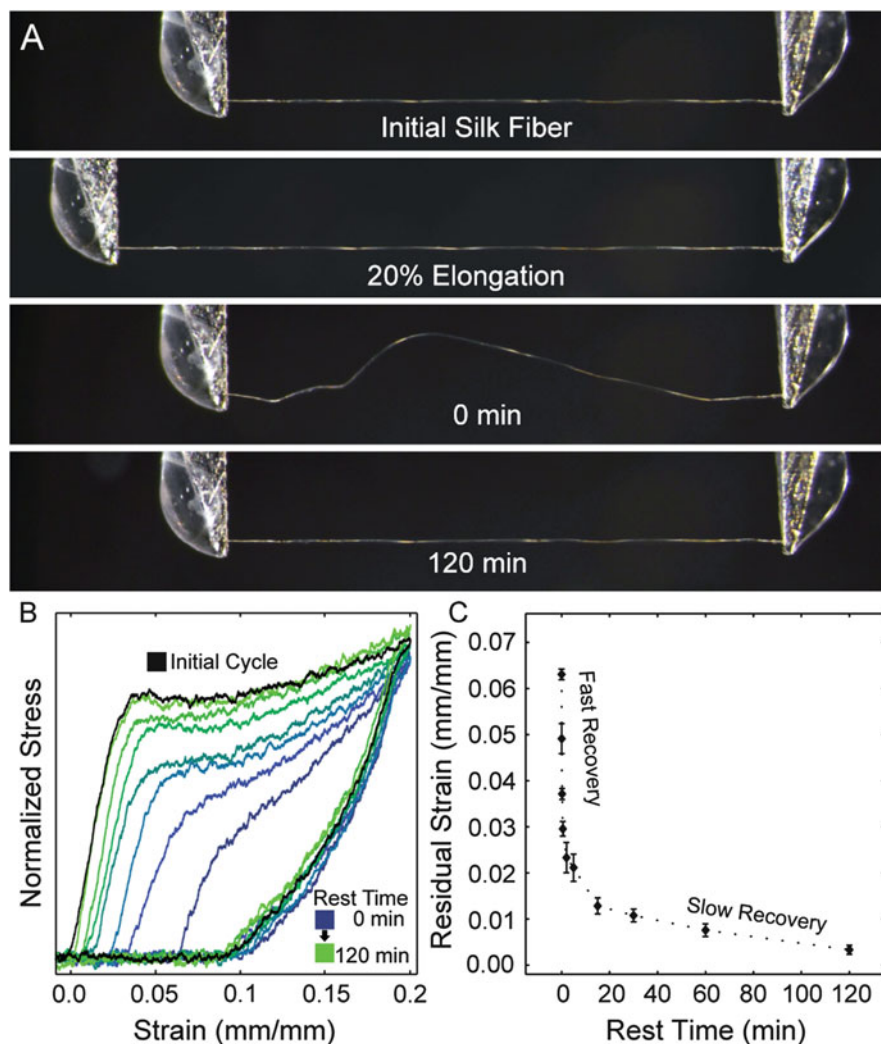 A
Initial Silk Fiber
20% Elongation
0 min
120 min
B
Initial Cycle
Normalized Stress
Rest Time
0 min
120 min
0.0
0.05
0.1
0.15
0.2
Strain (mm/mm)
C
Residual Strain (mm/mm)
0.07
0.06
0.05
0.04
0.03
0.02
0.01
0.00
Fast Recovery
Slow Recovery
0
20
40
60
80
100
120
Rest Time (min)